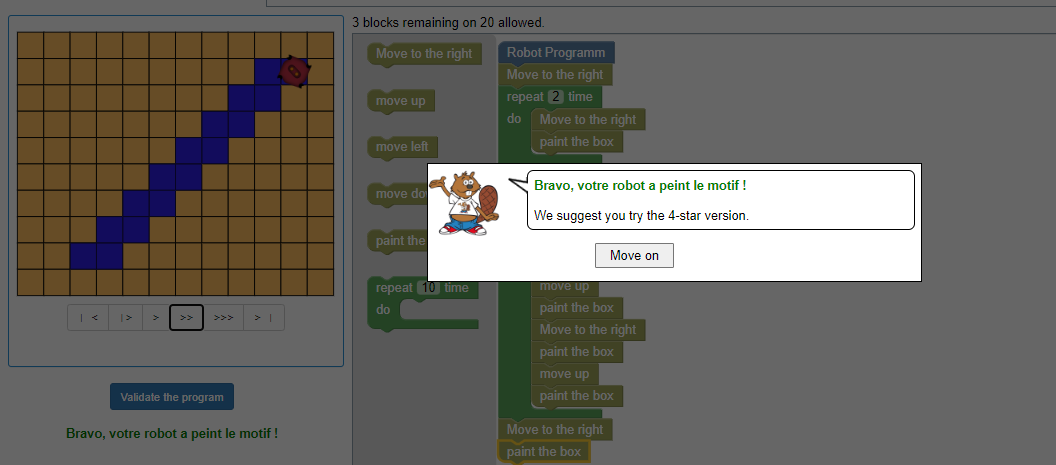 3 blocks remaining on 20 allowed.
Move to the right
move up
move left
move do
paint the
repeat 10 time
do
Robot Programm
Move to the right
repeat 2 time
do
Move to the right
paint the box
Bravo, votre robot a peint le motif !
We suggest you try the 4-star version.
Move on
move up
paint the box
Move to the right
paint the box
move up
paint the box
Move to the right
paint the box
| <
|>
>
>>
>>>
> |
Validate the program
Bravo, votre robot a peint le motif !